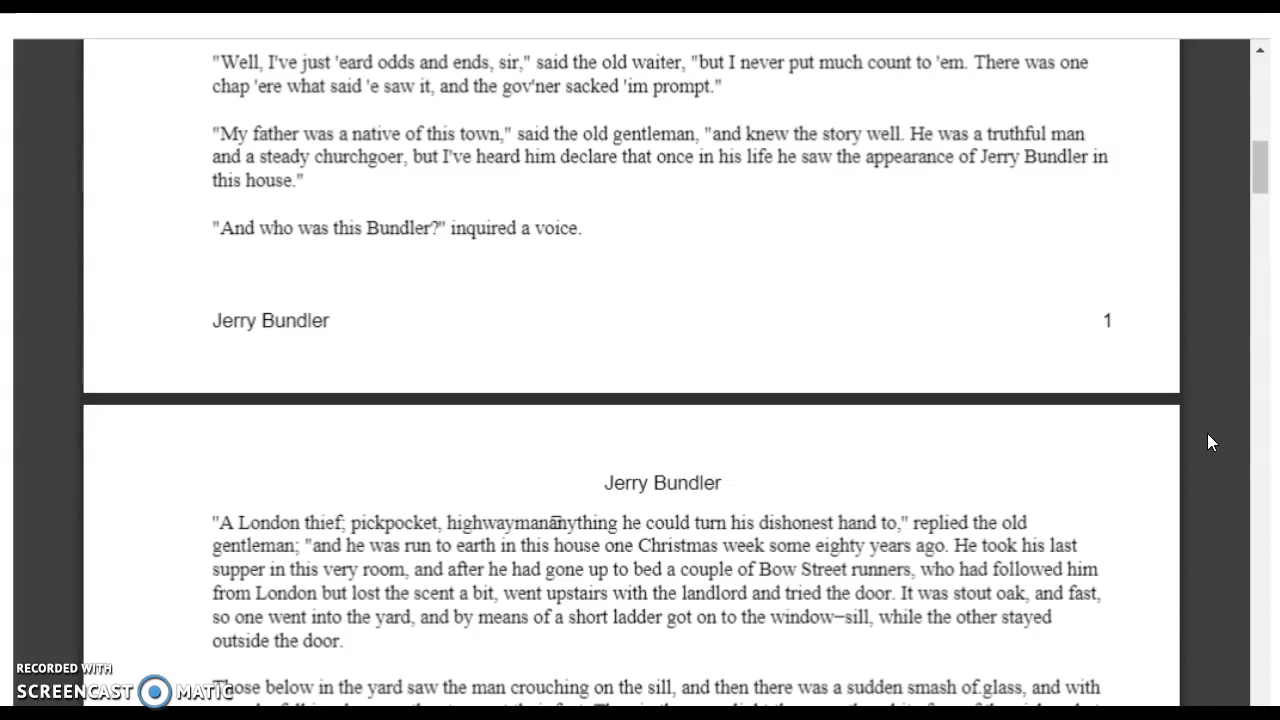 "Well, I've just 'eard odds and ends, sir," said the old waiter, "but I never put much count to 'em. There was one
chap 'ere what said 'e saw it, and the gov'ner sacked 'im prompt."
"My father was a native of this town," said the old gentleman, "and knew the story well. He was a truthful man
and a steady churchgoer, but I've heard him declare that once in his life he saw the appearance of Jerry Bundler in
this house."
"And who was this Bundler?" inquired a voice.
Jerry Bundler 1
Jerry Bundler
"A London thief; pickpocket, highwayman anything he could turn his dishonest hand to," replied the old
gentleman; "and he was run to earth in this house one Christmas week some eighty years ago. He took his last
supper in this very room, and after he had gone up to bed a couple of Bow Street runners, who had followed him
from London but lost the scent a bit, went upstairs with the landlord and tried the door. It was stout oak, and fast,
so one went into the yard, and by means of a short ladder got on to the window−sill, while the other stayed
outside the door.
Those below in the yard saw the man crouching on the sill, and then there was a sudden smash of glass, and with
RECORDED WITH
SCREENCAST MATIC